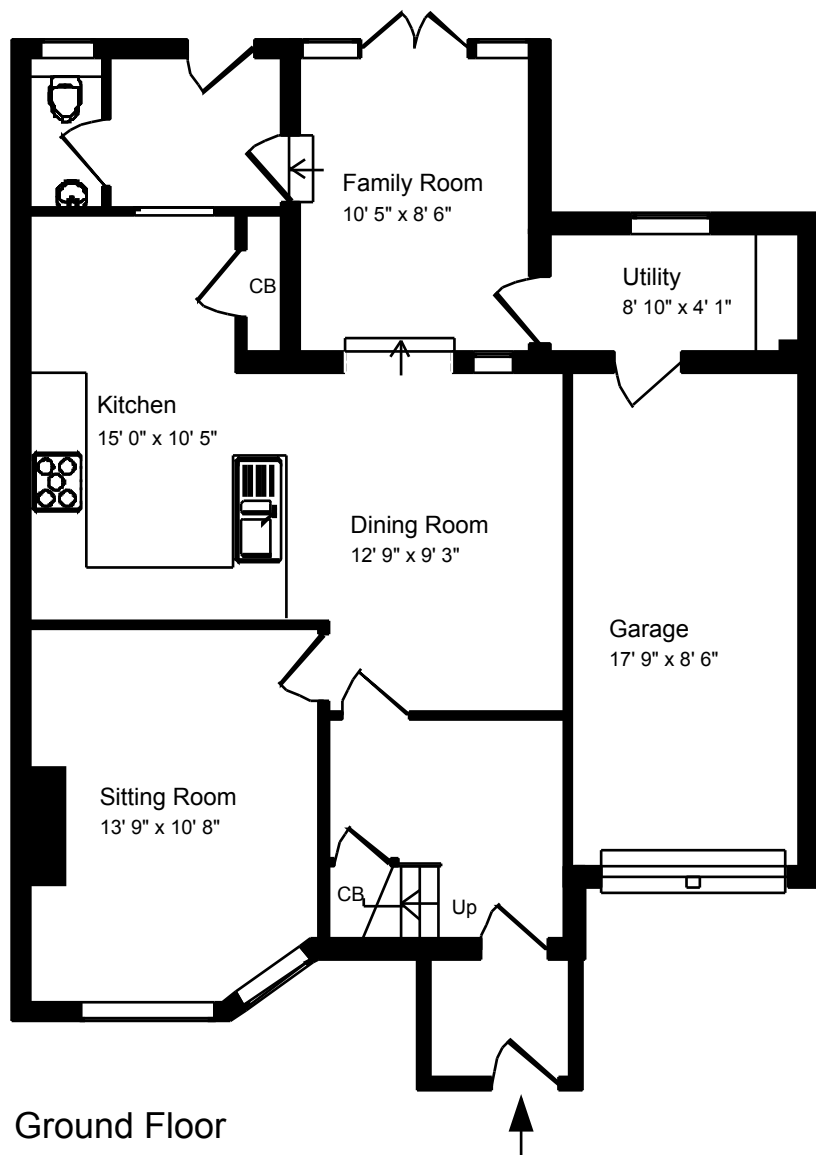 Family Room
10' 5" x 8' 6"
Utility
8' 10" x 4' 1"
CB
Kitchen
15' 0" x 10' 5"
Dining Room
12' 9" x 9' 3"
Garage
17' 9" x 8' 6"
Sitting Room
13' 9" x 10' 8"
CB
Up
Ground Floor